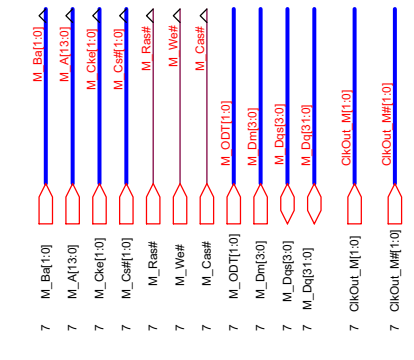 M_Ba[1:0]
M_A[13:0]
M_Cke[1:0]
M_Cs#[1:0]
M_Ras#
M_We#
M_Cas#
M_ODT[1:0]
M_Dm[3:0]
M_Dqs[3:0]
M_Dq[31:0]
ClkOut_M[1:0]
ClkOut_M#[1:0]
7 M_Ba[1:0]
7 M_A[13:0]
7 M_Cke[1:0]
7 M_Cs#[1:0]
7 M_Ras#
7 M_We#
7 M_Cas#
7 M_ODT[1:0]
7 M_Dm[3:0]
7 M_Dqs[3:0]
7 M_Dq[31:0]
7 ClkOut_M[1:0]
7 ClkOut_M#[1:0]